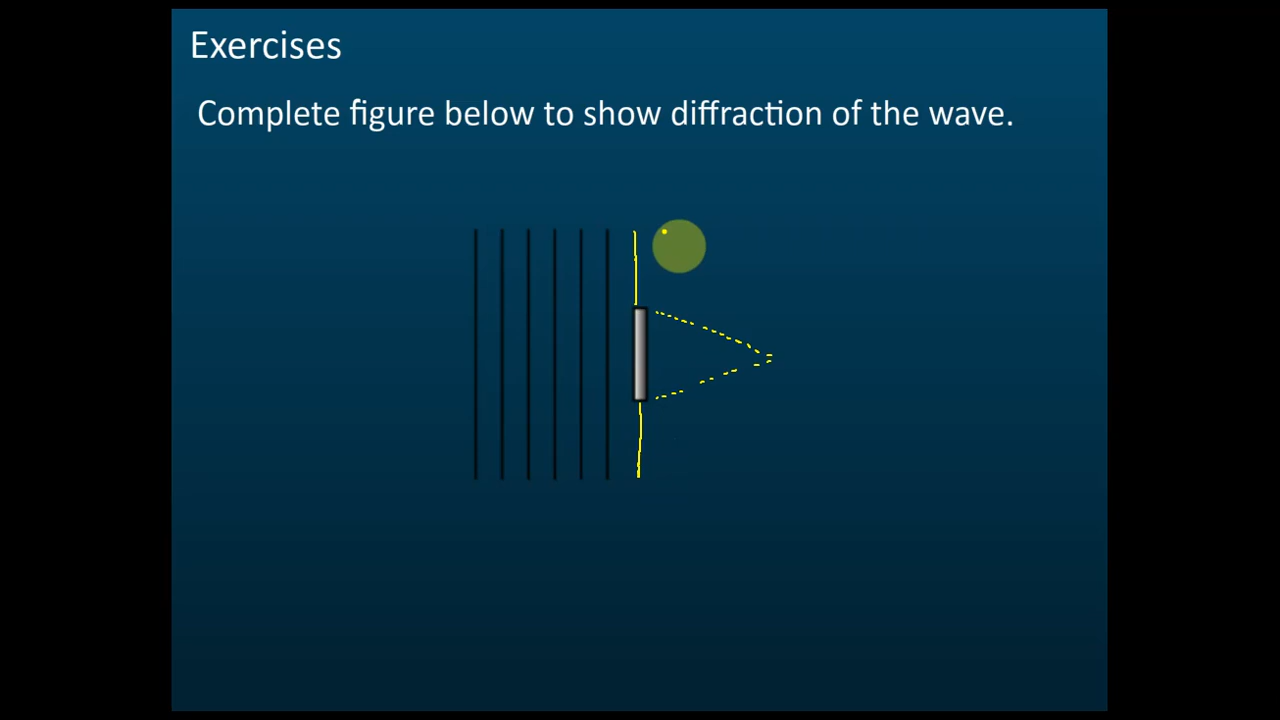 Exercises
Complete figure below to show diffraction of the wave.